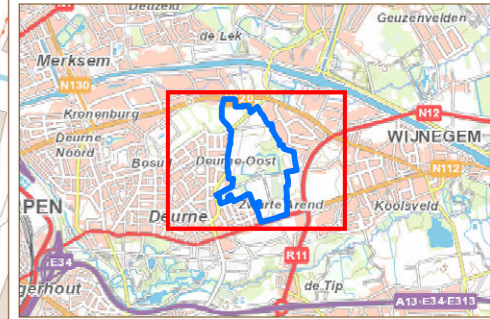 Deuzeld
Geuzenvelden
de Lek
Merksem
N130
Kronenburg
N12
Deurne
Noord
WIJNEGEM
Bosuil
Deurne-Oost
N112
PEN
Zwarte Arend
Koolsveld
Deurne
E34
R11
gerhout
de Tip
A13-E34-E313